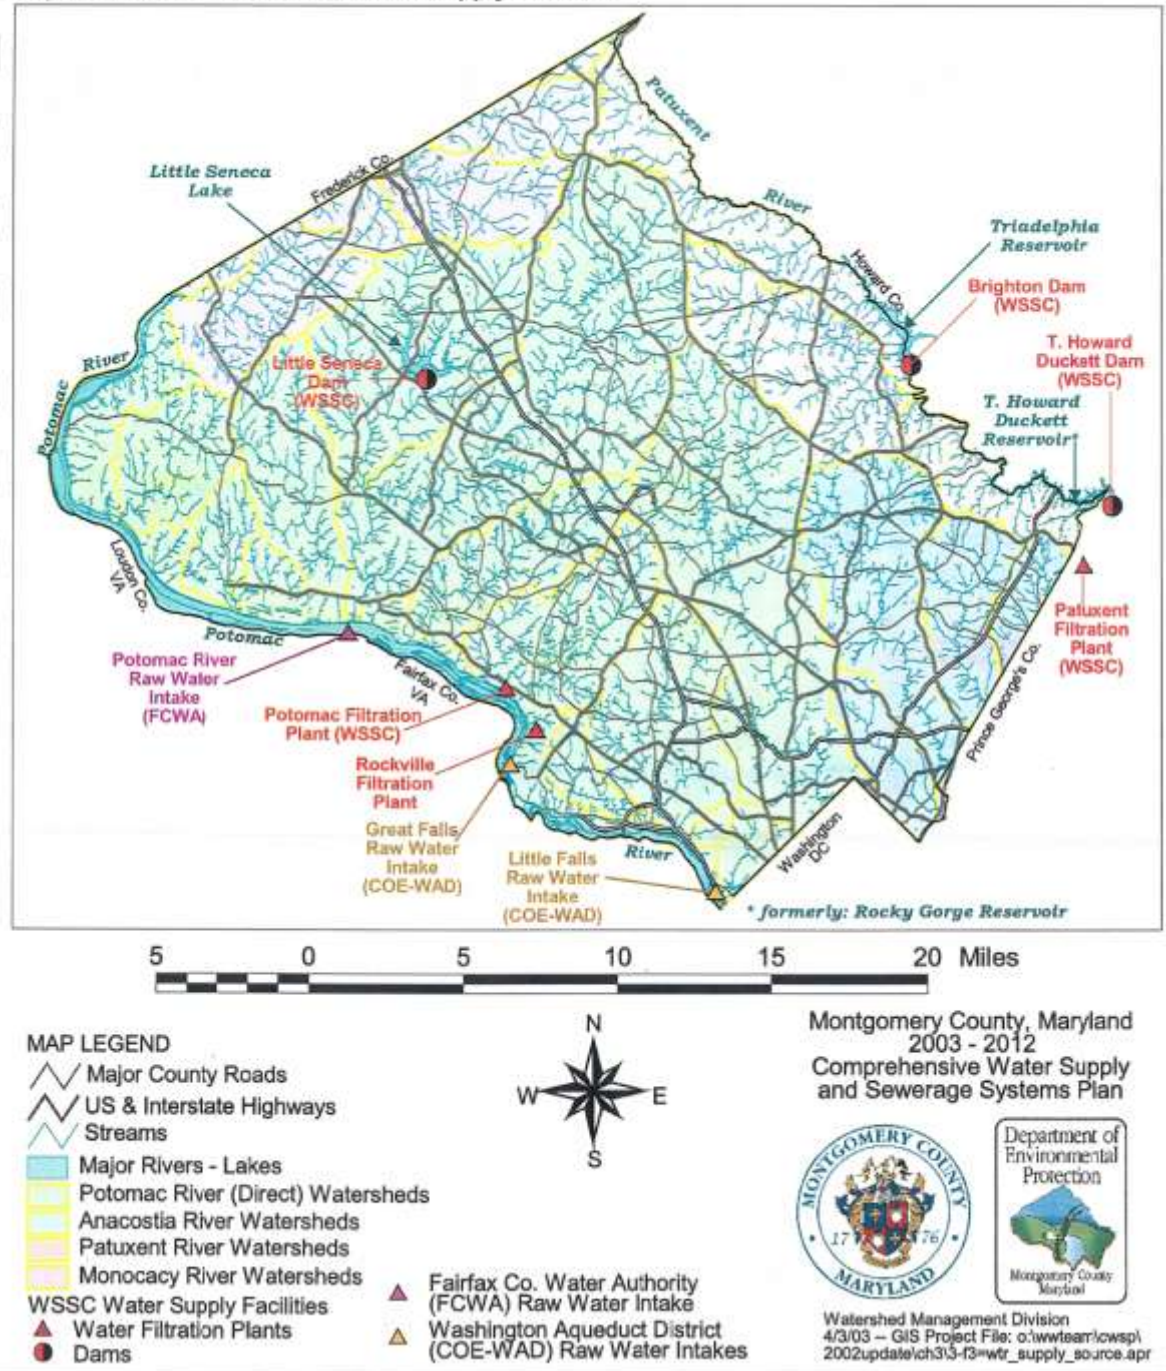 Patuxent
River
Little Seneca
Lake
Frederick Co.
Triadelphia
Reservoir
Howard Co.
Brighton Dam
(WSSC)
T. Howard
Duckett Dam
(WSSC)
T. Howard
Duckett
Reservoir*
Little Seneca
Dam
(WSSC)
River
Potomac
Loudon Co.
VA
Potomac
Fairfax Co.
VA
Potomac River
Raw Water
Intake
(FCWA)
Potomac Filtration
Plant (WSSC)
Rockville
Filtration
Plant
Great Falls
Raw Water
Intake
(COE-WAD)
Little Falls
Raw Water
Intake
(COE-WAD)
River
Washington
DC
Prince George's Co.
Patuxent
Filtration
Plant
(WSSC)
* formerly: Rocky Gorge Reservoir
5 0 5 10 15 20 Miles
N
W E
S
MAP LEGEND
Major County Roads
US & Interstate Highways
Streams
Major Rivers - Lakes
Potomac River (Direct) Watersheds
Anacostia River Watersheds
Patuxent River Watersheds
Monocacy River Watersheds
WSSC Water Supply Facilities
Water Filtration Plants
Dams
Fairfax Co. Water Authority
(FCWA) Raw Water Intake
Washington Aqueduct District
(COE-WAD) Raw Water Intakes
Montgomery County, Maryland
2003 - 2012
Comprehensive Water Supply
and Sewerage Systems Plan
MONTGOMERY COUNTY
17 76
MARYLAND
Department of
Environmental
Protection
Montgomery County
Maryland
Watershed Management Division
4/3/03 -- GIS Project File: o:\wwteam\cwsp\
2002update\ch3\3-f3=wtr_supply_source.apr